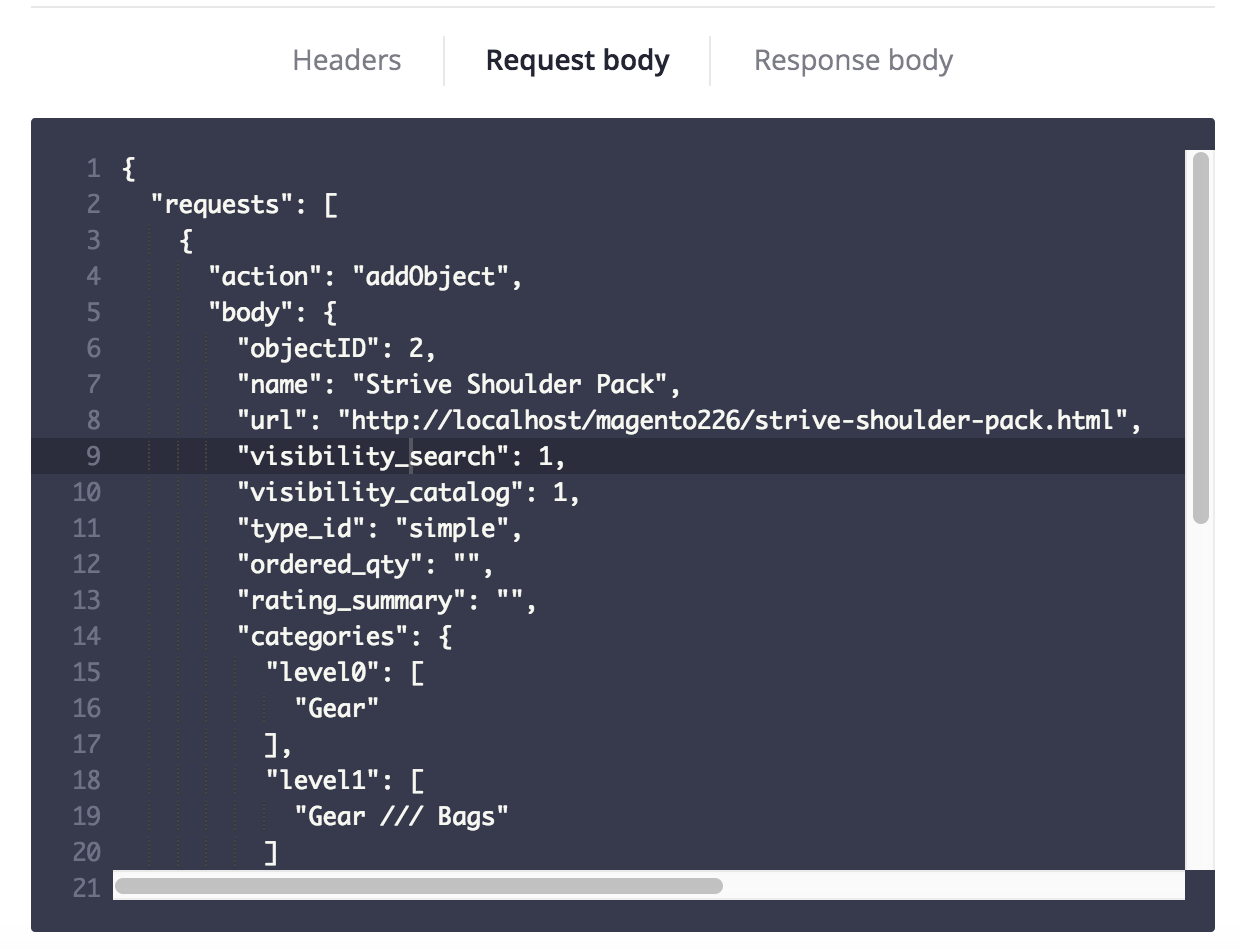 Headers Request body Response body
1 {
2 "requests": [
3 {
4 "action": "addObject",
5 "body": {
6 "objectID": 2,
7 "name": "Strive Shoulder Pack",
8 "url": "http://localhost/magento226/strive-shoulder-pack.html",
9 "visibility_search": 1,
10 "visibility_catalog": 1,
11 "type_id": "simple",
12 "ordered_qty": "",
13 "rating_summary": "",
14 "categories": {
15 "level0": [
16 "Gear"
17 ],
18 "level1": [
19 "Gear /// Bags"
20 ]
21